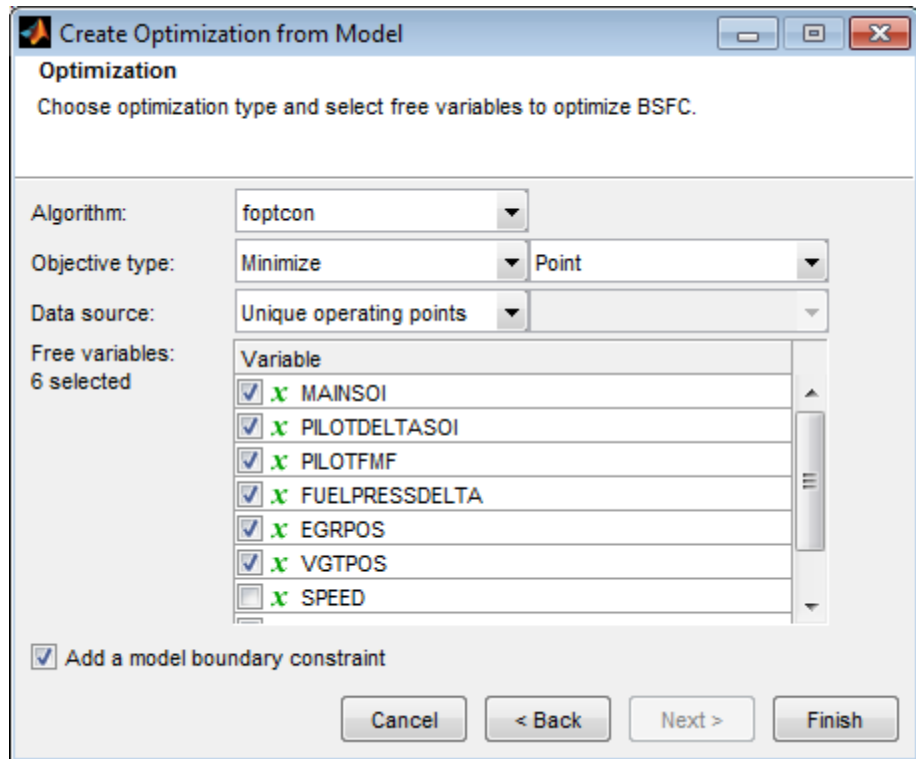 Create Optimization from Model
Optimization
Choose optimization type and select free variables to optimize BSFC.
Algorithm: foptcon
Objective type: Minimize Point
Data source: Unique operating points
Free variables:
6 selected
Variable
x MAINSOI
x PILOTDELTASOI
x PILOTFMF
x FUELPRESSDELTA
x EGRPOS
x VGTPOS
x SPEED
Add a model boundary constraint
Cancel < Back Next > Finish